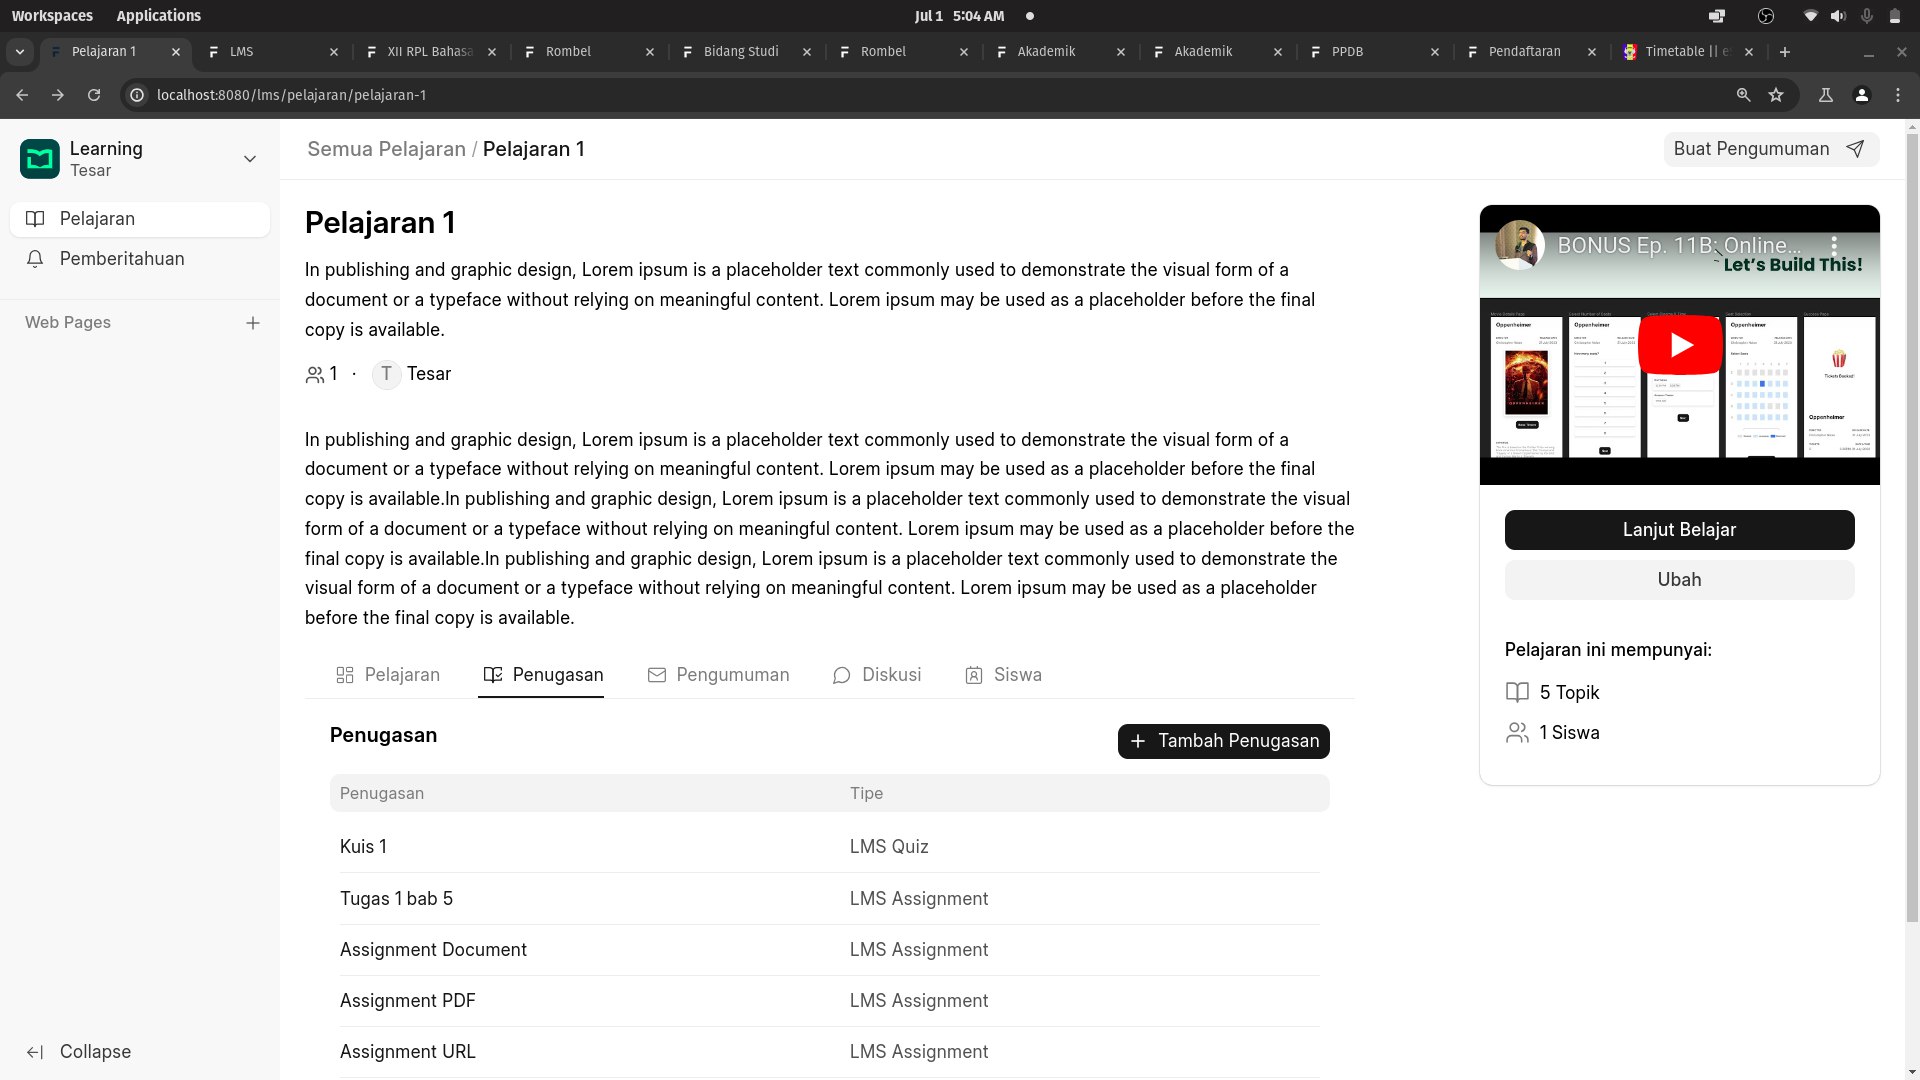 Workspaces Applications Jul 1 5:04 AM
Pelajaran 1 LMS XII RPL Bahasa Rombel Bidang Studi Rombel Akademik Akademik PPDB Pendaftaran Timetable ||
localhost:8080/lms/pelajaran/pelajaran-1
Learning
Tesar
Pelajaran
Pemberitahuan
Web Pages
Collapse
Semua Pelajaran / Pelajaran 1
Buat Pengumuman
Pelajaran 1
In publishing and graphic design, Lorem ipsum is a placeholder text commonly used to demonstrate the visual form of a
document or a typeface without relying on meaningful content. Lorem ipsum may be used as a placeholder before the final
copy is available.
1 · T Tesar
In publishing and graphic design, Lorem ipsum is a placeholder text commonly used to demonstrate the visual form of a
document or a typeface without relying on meaningful content. Lorem ipsum may be used as a placeholder before the final
copy is available.In publishing and graphic design, Lorem ipsum is a placeholder text commonly used to demonstrate the visual
form of a document or a typeface without relying on meaningful content. Lorem ipsum may be used as a placeholder before the
final copy is available.In publishing and graphic design, Lorem ipsum is a placeholder text commonly used to demonstrate the
visual form of a document or a typeface without relying on meaningful content. Lorem ipsum may be used as a placeholder
before the final copy is available.
Pelajaran Penugasan Pengumuman Diskusi Siswa
Penugasan
Tambah Penugasan
Penugasan Tipe
Kuis 1 LMS Quiz
Tugas 1 bab 5 LMS Assignment
Assignment Document LMS Assignment
Assignment PDF LMS Assignment
Assignment URL LMS Assignment
BONUS Ep. 11B: Online...
Let's Build This!
Oppenheimer Oppenheimer Oppenheimer
Tickets Booked!
Oppenheimer
Lanjut Belajar
Ubah
Pelajaran ini mempunyai:
5 Topik
1 Siswa